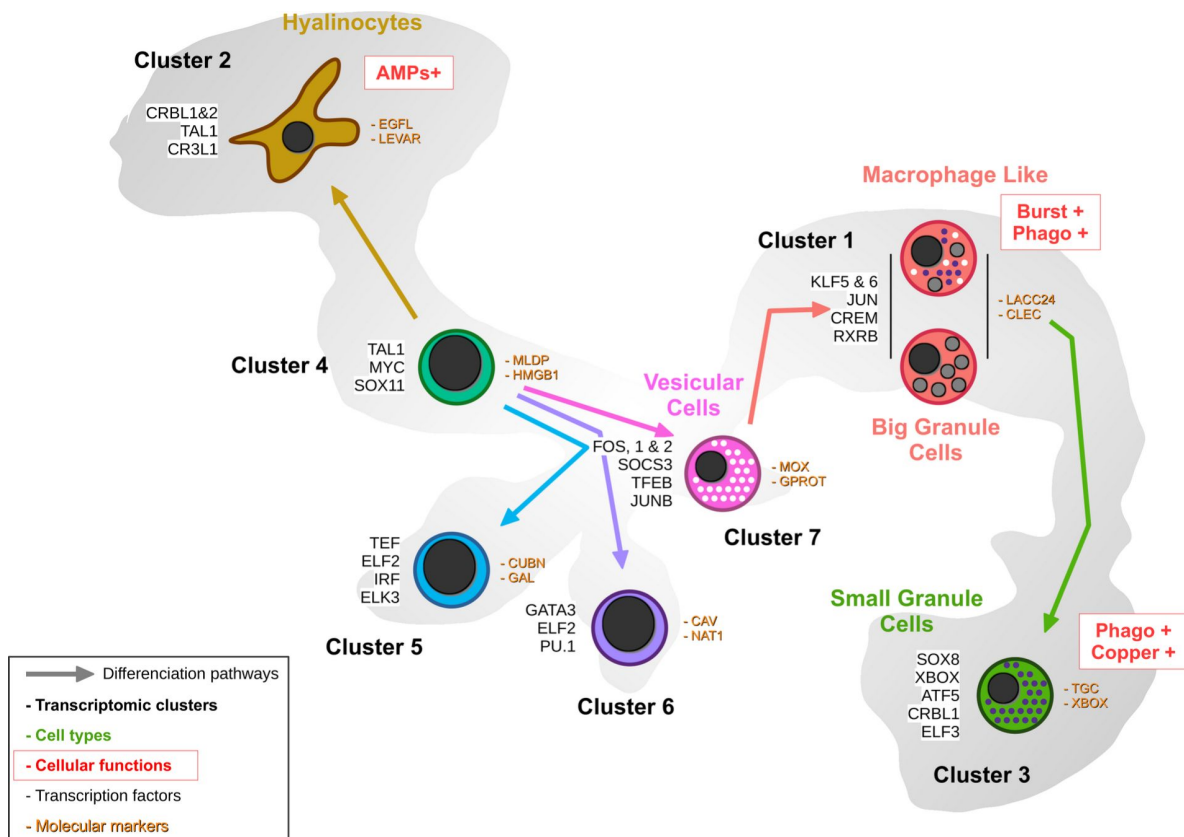 Hyalinocytes
Cluster 2
AMPs+
CRBL1&2
TAL1
CR3L1
- EGFL
- LEVAR
Macrophage Like
Burst +
Phago +
Cluster 1
KLF5 & 6
JUN
CREM
RXRB
- LACC24
- CLEC
Big Granule
Cells
Cluster 4
TAL1
MYC
SOX11
- MLDP
- HMGB1
Vesicular
Cells
FOS, 1 & 2
SOCS3
TFEB
JUNB
- MOX
- GPROT
Cluster 7
TEF
ELF2
IRF
ELK3
- CUBN
- GAL
Cluster 5
GATA3
ELF2
PU.1
- CAV
- NAT1
Cluster 6
Small Granule
Cells
Phago +
Copper +
SOX8
XBOX
ATF5
CRBL1
ELF3
- TGC
- XBOX
Cluster 3
Differenciation pathways
- Transcriptomic clusters
- Cell types
- Cellular functions
- Transcription factors
- Molecular markers